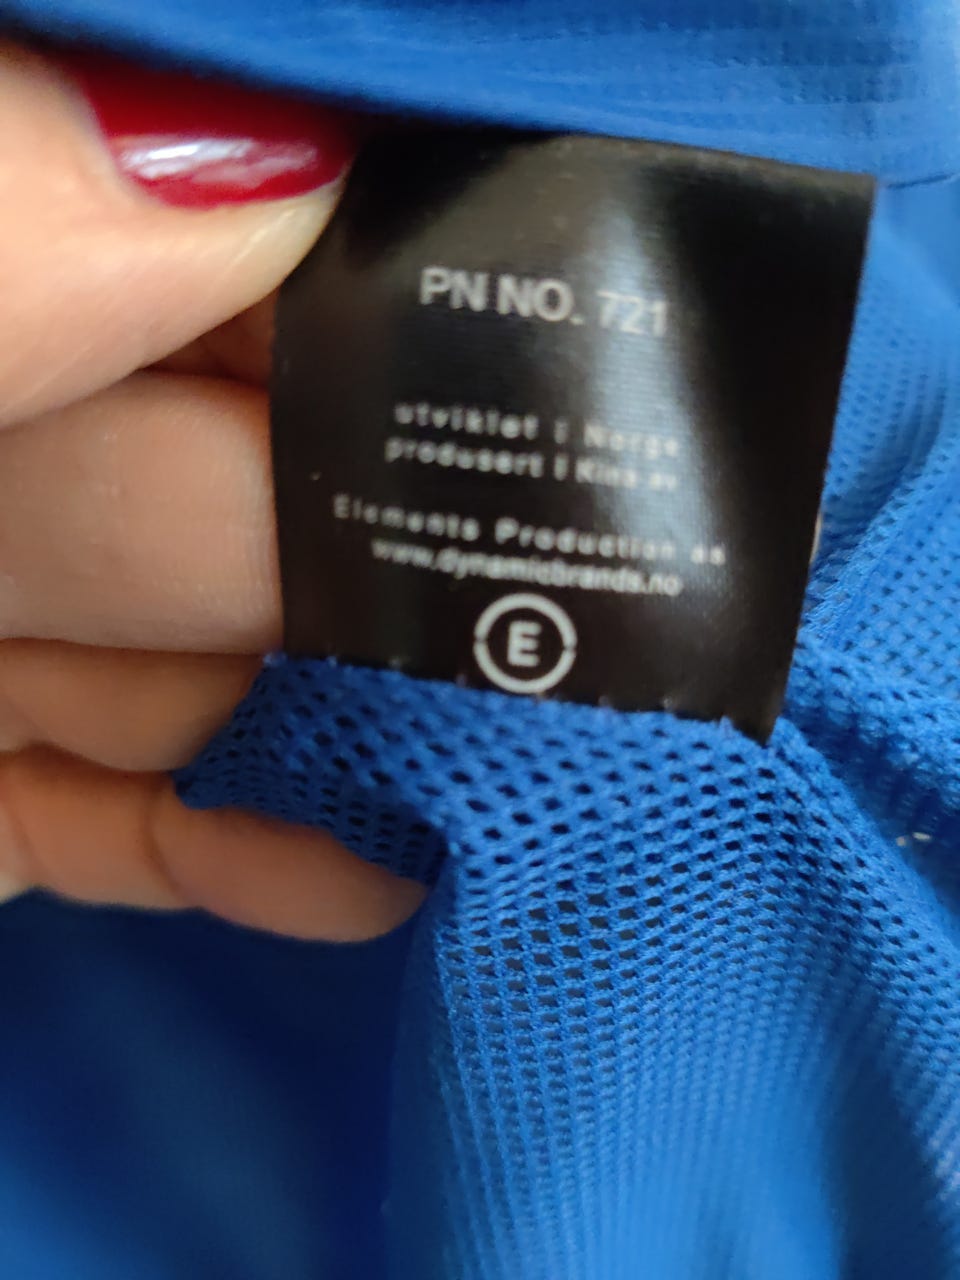 PN NO. 721
utviklet i Norge
produsert i Kina av
Elements Production as
www.dynamicbrands.no
E